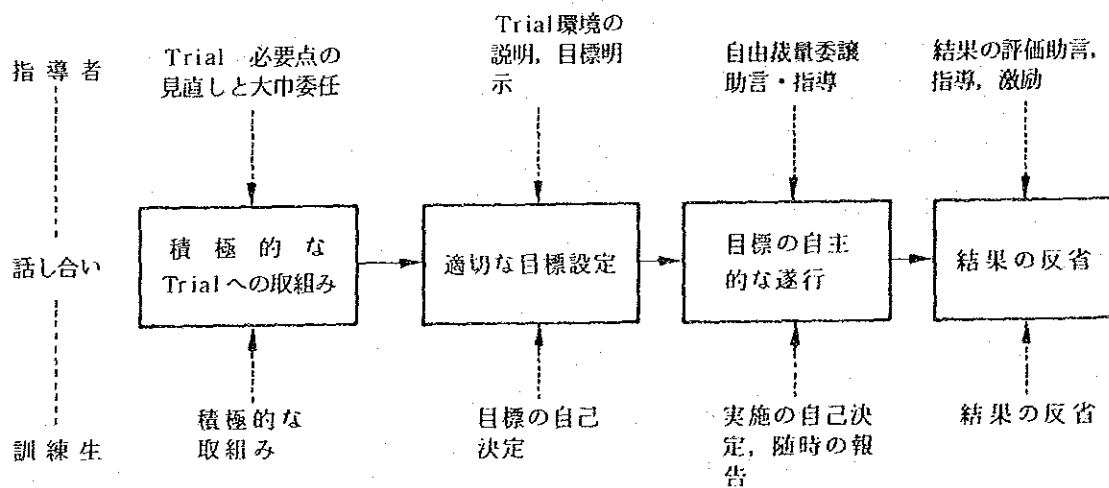 指導者
Trial 必要点の
見直しと大巾委任
Trial環境の
説明，目標明
示
自由裁量委譲
助言・指導
結果の評価助言，
指導，激励
話し合い
積極的な
Trialへの取組み
適切な目標設定
目標の自主
的な遂行
結果の反省
訓練生
積極的な
取組み
目標の自己
決定
実施の自己決
定，随時の報
告
結果の反省